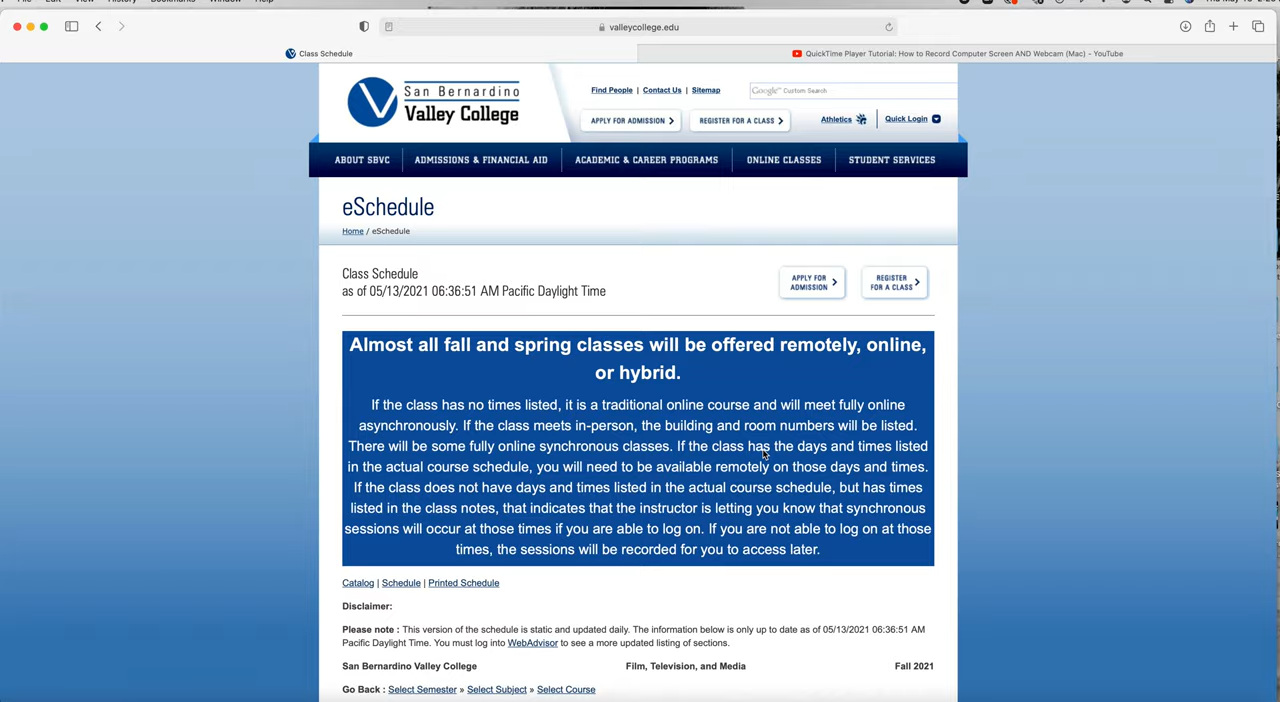 File Edit View History Bookmarks Window Help
valleycollege.edu
Class Schedule
QuickTime Player Tutorial: How to Record Computer Screen AND Webcam (Mac) - YouTube
San Bernardino
Valley College
Find People | Contact Us | Sitemap
Google Custom Search
APPLY FOR ADMISSION
REGISTER FOR A CLASS
Athletics
Quick Login
ABOUT SBVC
ADMISSIONS & FINANCIAL AID
ACADEMIC & CAREER PROGRAMS
ONLINE CLASSES
STUDENT SERVICES
eSchedule
Home / eSchedule
Class Schedule
as of 05/13/2021 06:36:51 AM Pacific Daylight Time
APPLY FOR
ADMISSION
REGISTER
FOR A CLASS
Almost all fall and spring classes will be offered remotely, online,
or hybrid.
If the class has no times listed, it is a traditional online course and will meet fully online
asynchronously. If the class meets in-person, the building and room numbers will be listed.
There will be some fully online synchronous classes. If the class has the days and times listed
in the actual course schedule, you will need to be available remotely on those days and times.
If the class does not have days and times listed in the actual course schedule, but has times
listed in the class notes, that indicates that the instructor is letting you know that synchronous
sessions will occur at those times if you are able to log on. If you are not able to log on at those
times, the sessions will be recorded for you to access later.
Catalog | Schedule | Printed Schedule
Disclaimer:
Please note : This version of the schedule is static and updated daily. The information below is only up to date as of 05/13/2021 06:36:51 AM
Pacific Daylight Time. You must log into WebAdvisor to see a more updated listing of sections.
San Bernardino Valley College
Film, Television, and Media
Fall 2021
Go Back : Select Semester » Select Subject » Select Course